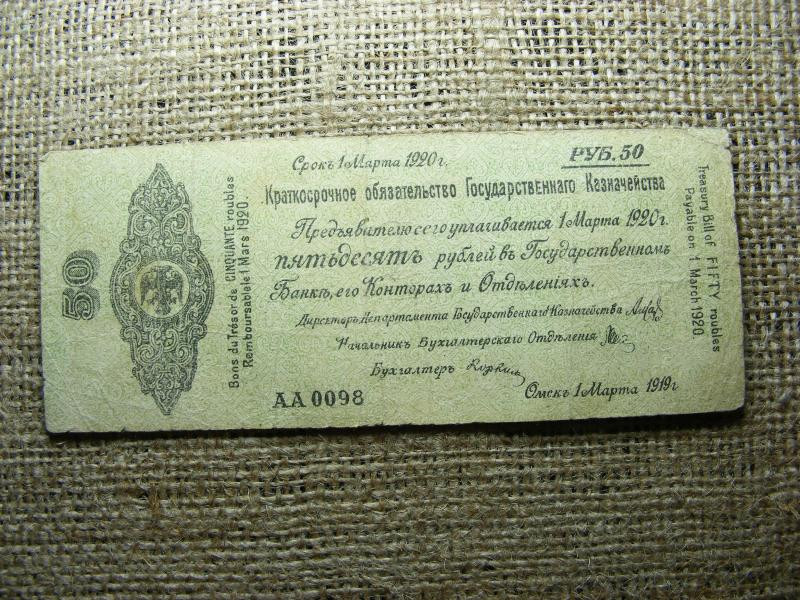 50
Bons du Trésor de CINQUANTE roubles
Remboursable le 1 Mars 1920.
Срокъ 1 Марта 1920 г.
РУБ. 50
Краткосрочное обязательство Государственнаго Казначейства
Предъявителю сего уплачивается 1 Марта 1920 г.
пятьдесятъ рублей въ Государственномъ
Банкѣ, его Конторахъ и Отдѣленіяхъ.
Директоръ Департамента Государственнаго Казначейства
Начальникъ Бухгалтерскаго Отдѣленія
Бухгалтеръ
АА 0098
Омскъ 1 Марта 1919 г
Treasury Bill of FIFTY roubles
Payable on 1 March 1920